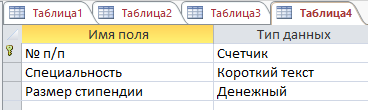 Таблица1 Таблица2 Таблица3 Таблица4
Имя поля Тип данных
№ п/п Счетчик
Специальность Короткий текст
Размер стипендии Денежный